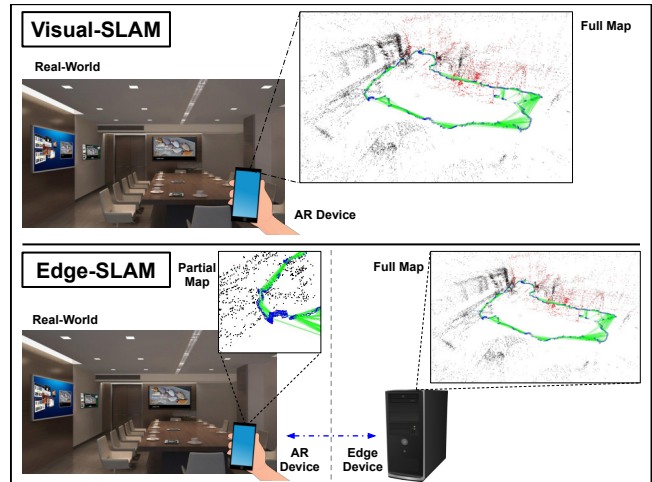 Visual-SLAM
Full Map
Real-World
AR Device
Edge-SLAM
Partial
Map
Full Map
Real-World
AR
Device
Edge
Device